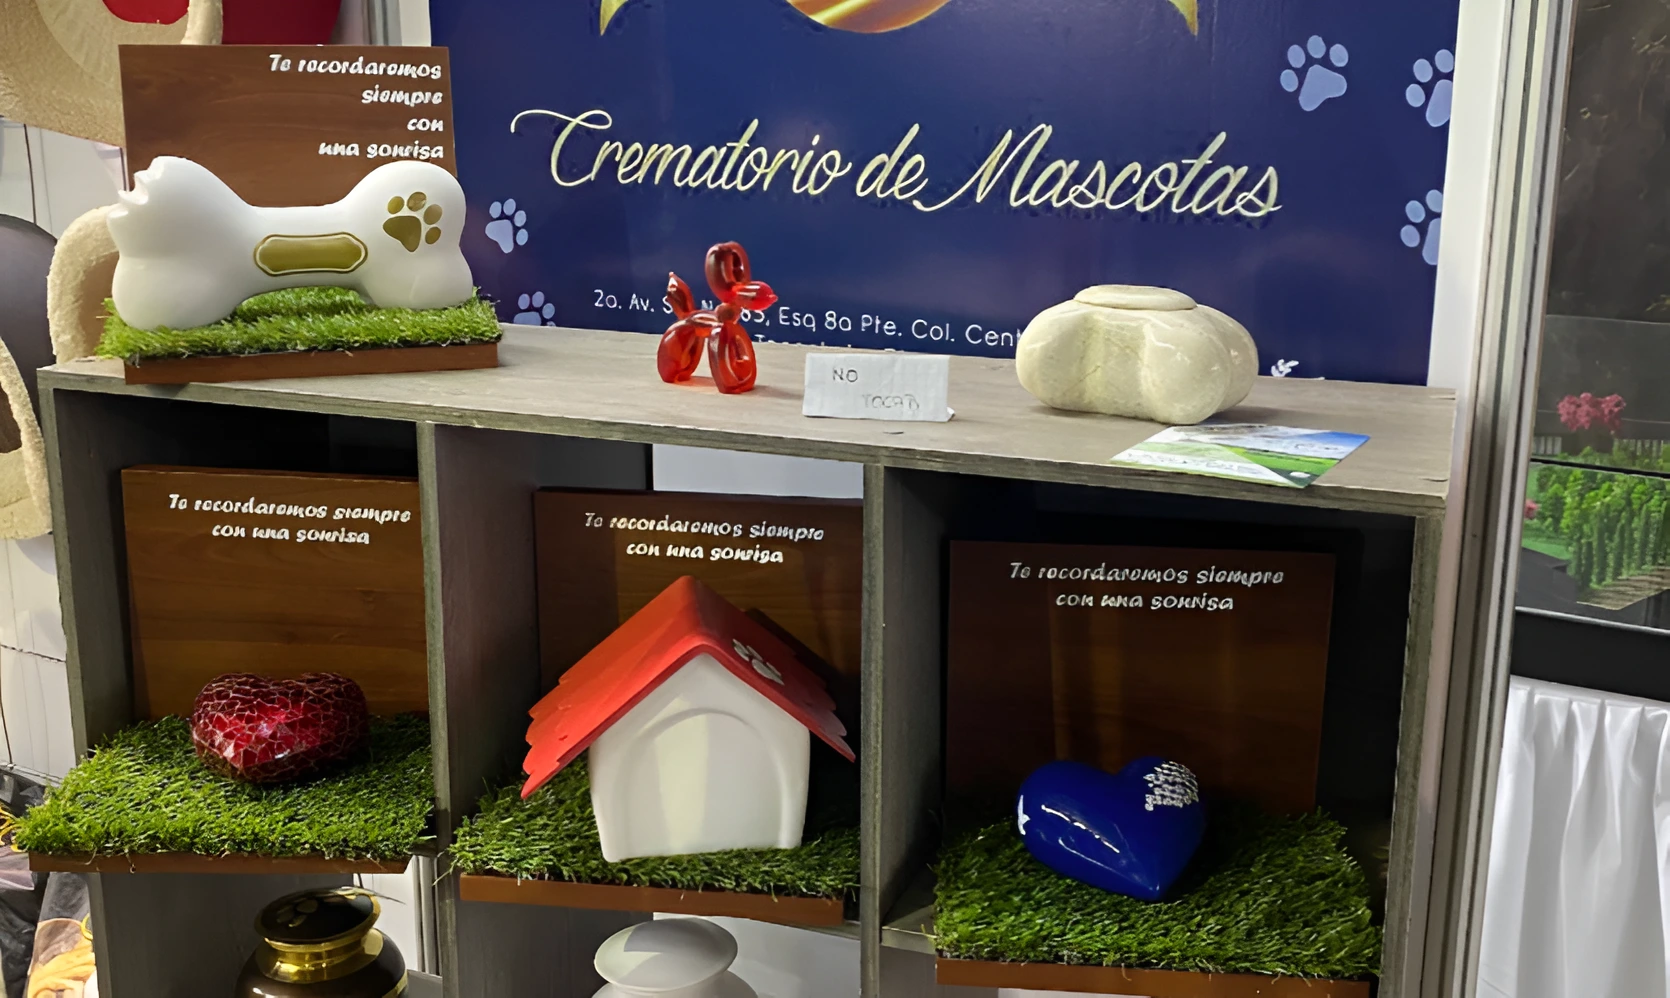 Te recordaremos
siempre
con
una sonrisa
Crematorio de Mascotas
2o. Av. Esq 8a Pte. Col.
NO
TOCAR
Te recordaremos siempre
con una sonrisa
Te recordaremos siempre
con una sonrisa
Te recordaremos siempre
con una sonrisa